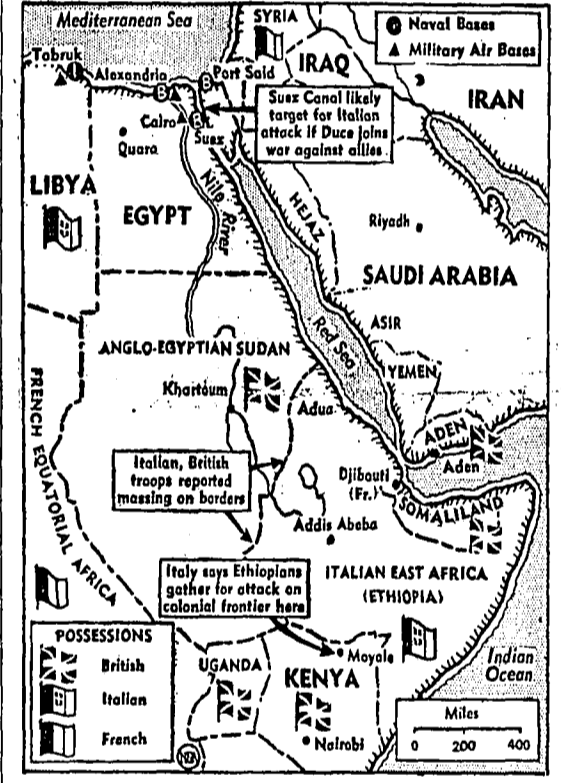 Mediterranean Sea
SYRIA
Naval Bases
Military Air Bases
Tobruk
Alexandria
Port Said
IRAQ
IRAN
Suez Canal likely
target for Italian
attack if Duce joins
war against allies.
Cairo
Suez
Quara
LIBYA
EGYPT
Nile River
HEJAZ
Riyadh
SAUDI ARABIA
Red Sea
ASIR
ANGLO-EGYPTIAN SUDAN
YEMEN
Khartoum
Adua
FRENCH EQUATORIAL AFRICA
ADEN
Aden
Italian, British
troops reported
massing on borders
Djibouti
(Fr.)
SOMALILAND
Addis Ababa
Italy says Ethiopians
gather for attack on
colonial frontier here
ITALIAN EAST AFRICA
(ETHIOPIA)
POSSESSIONS
British
Italian
French
UGANDA
KENYA
Moyale
Nairobi
Indian
Ocean
Miles
0 200 400